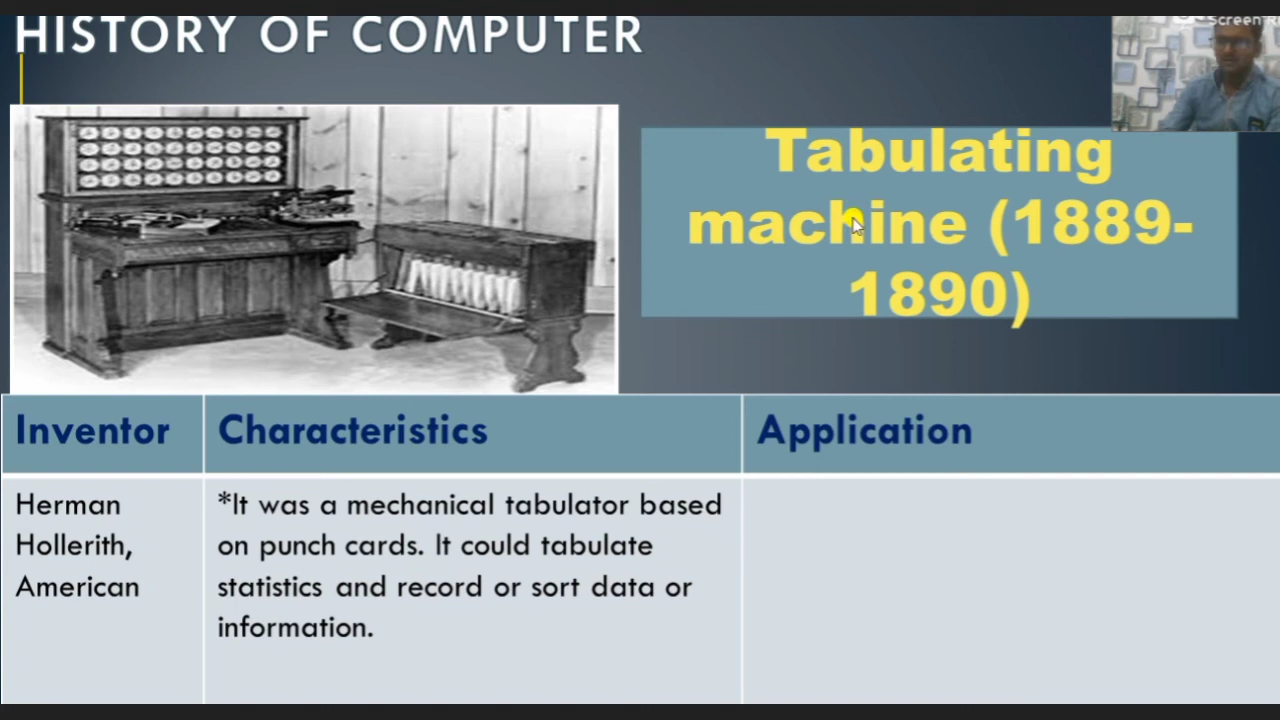 HISTORY OF COMPUTER
Screen
Tabulating
machine (1889-
1890)
Inventor
Characteristics
Application
Herman
Hollerith,
American
*It was a mechanical tabulator based
on punch cards. It could tabulate
statistics and record or sort data or
information.